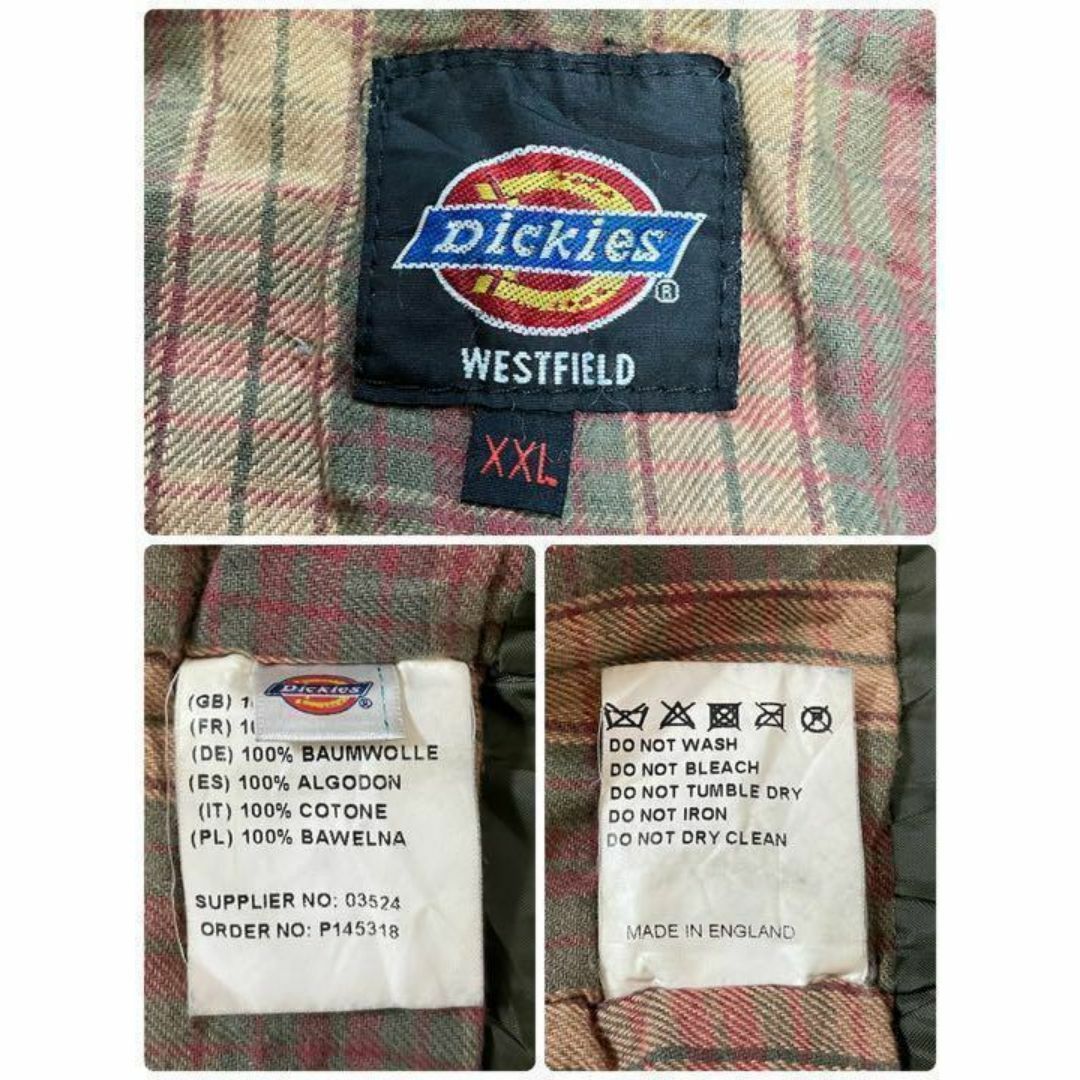 Dickies
®
WESTFIELD
XXL
Dickies ®
(GB)
(FR)
(DE) 100% BAUMWOLLE
(ES) 100% ALGODON
(IT) 100% COTONE
(PL) 100% BAWELNA
SUPPLIER NO: 03524
ORDER NO: P145318
DO NOT WASH
DO NOT BLEACH
DO NOT TUMBLE DRY
DO NOT IRON
DO NOT DRY CLEAN
MADE IN ENGLAND